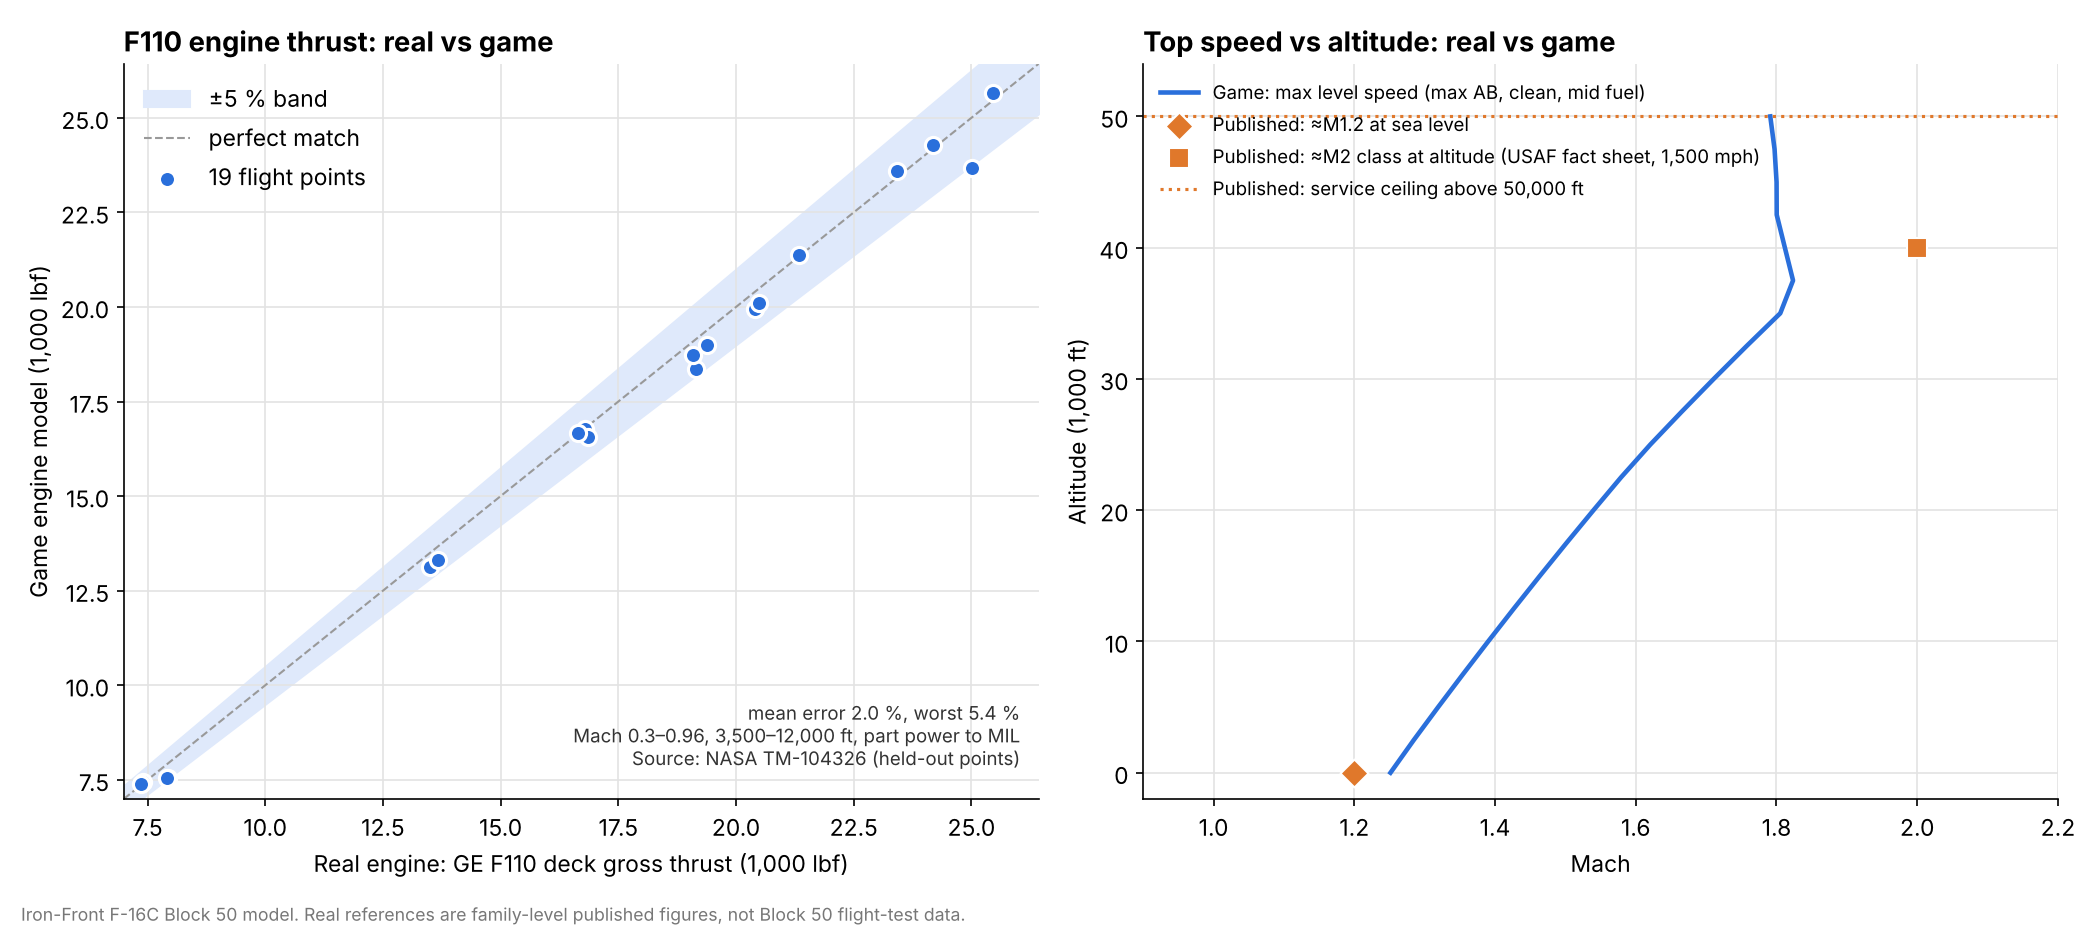 F110 engine thrust: real vs game
±5 % band
perfect match
19 flight points
25.0
22.5
20.0
17.5
15.0
12.5
10.0
7.5
Game engine model (1,000 lbf)
mean error 2.0 %, worst 5.4 %
Mach 0.3–0.96, 3,500–12,000 ft, part power to MIL
Source: NASA TM-104326 (held-out points)
7.5 10.0 12.5 15.0 17.5 20.0 22.5 25.0
Real engine: GE F110 deck gross thrust (1,000 lbf)
Top speed vs altitude: real vs game
Game: max level speed (max AB, clean, mid fuel)
Published: ≈M1.2 at sea level
Published: ≈M2 class at altitude (USAF fact sheet, 1,500 mph)
Published: service ceiling above 50,000 ft
50
40
30
20
10
0
Altitude (1,000 ft)
1.0 1.2 1.4 1.6 1.8 2.0 2.2
Mach
Iron-Front F-16C Block 50 model. Real references are family-level published figures, not Block 50 flight-test data.